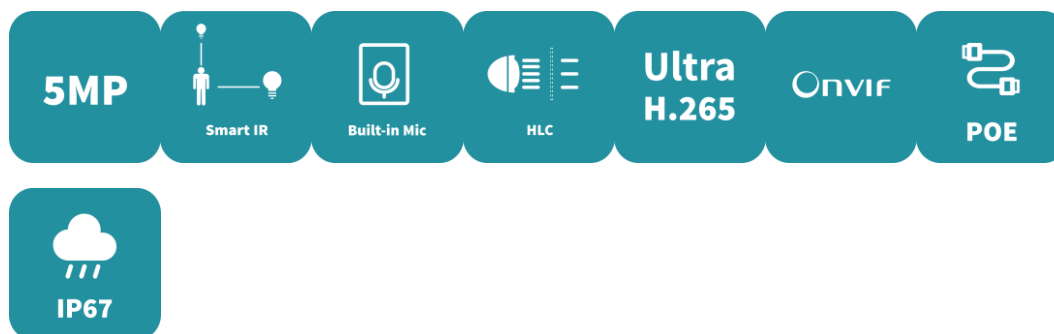 5MP
Smart IR
Built-in Mic
HLC
Ultra
H.265
ONVIF
POE
IP67